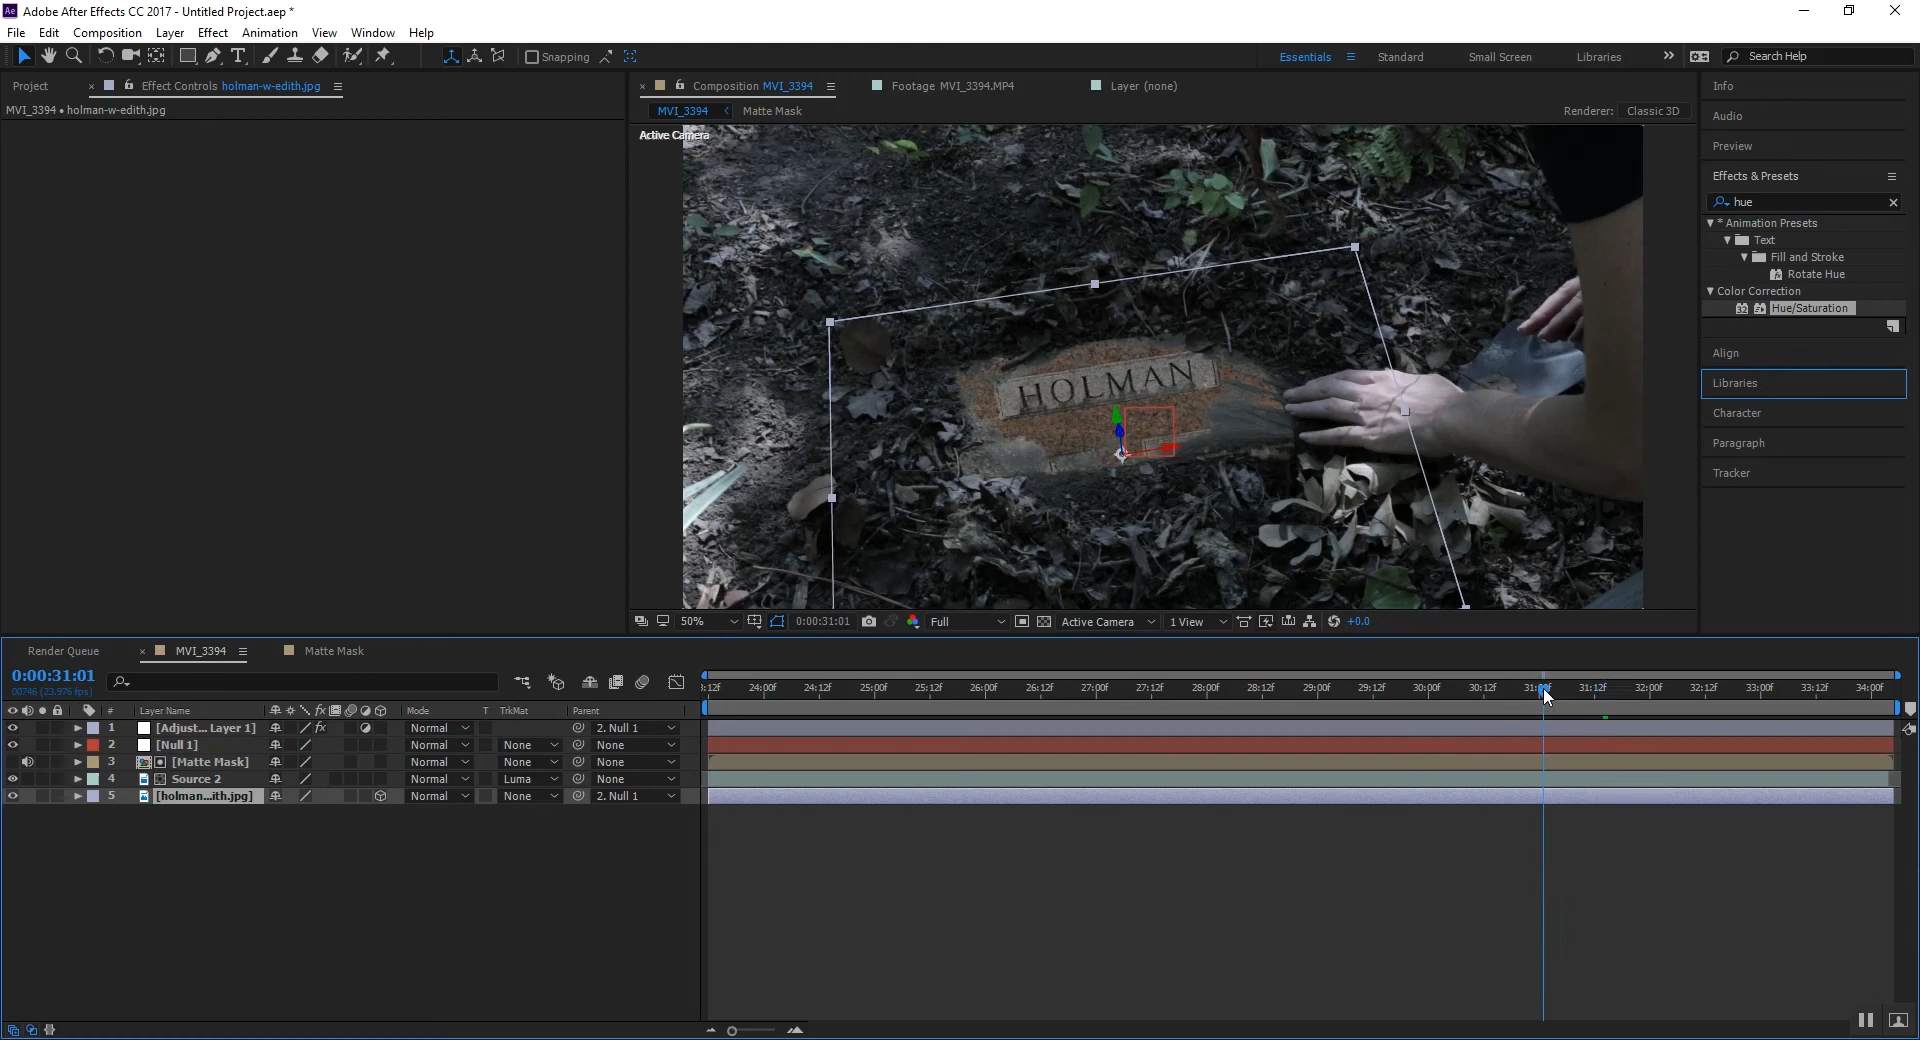 Ae Adobe After Effects CC 2017 - Untitled Project.aep *
File Edit Composition Layer Effect Animation View Window Help
Snapping Essentials Standard Small Screen Libraries Search Help
Project Effect Controls holman-w-edith.jpg
MVI_3394 • holman-w-edith.jpg
Composition MVI_3394 Footage MVI_3394.MP4 Layer (none)
MVI_3394 Matte Mask Renderer: Classic 3D
Active Camera
HOLMAN
50% 0:00:31:01 Full Active Camera 1 View +0.0
Info
Audio
Preview
Effects & Presets
hue
* Animation Presets
Text
Fill and Stroke
Rotate Hue
Color Correction
32 Hue/Saturation
Align
Libraries
Character
Paragraph
Tracker
Render Queue MVI_3394 Matte Mask
0:00:31:01
00746 (23.976 fps)
:12f 24:00f 24:12f 25:00f 25:12f 26:00f 26:12f 27:00f 27:12f 28:00f 28:12f 29:00f 29:12f 30:00f 30:12f 31:12f 32:00f 32:12f 33:00f 33:12f 34:00f
# Layer Name Mode T TrkMat Parent
1 [Adjust... Layer 1] Normal 2. Null 1
2 [Null 1] Normal None None
3 [Matte Mask] Normal None None
4 Source 2 Normal Luma None
5 [holman...ith.jpg] Normal None 2. Null 1